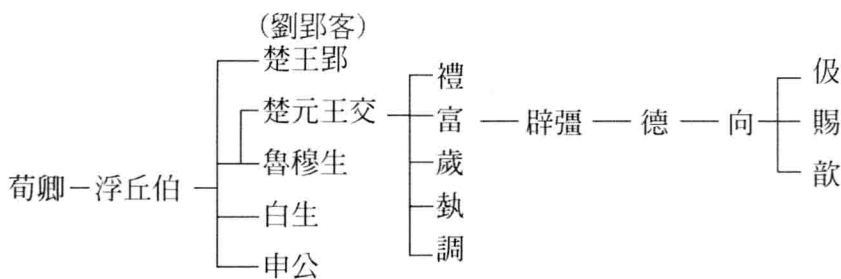 (劉郢客)
楚王郢
楚元王交
魯穆生
荀卿－浮丘伯
白生
申公
禮
富
歲
埶
調
辟彊
德
向
伋
賜
歆